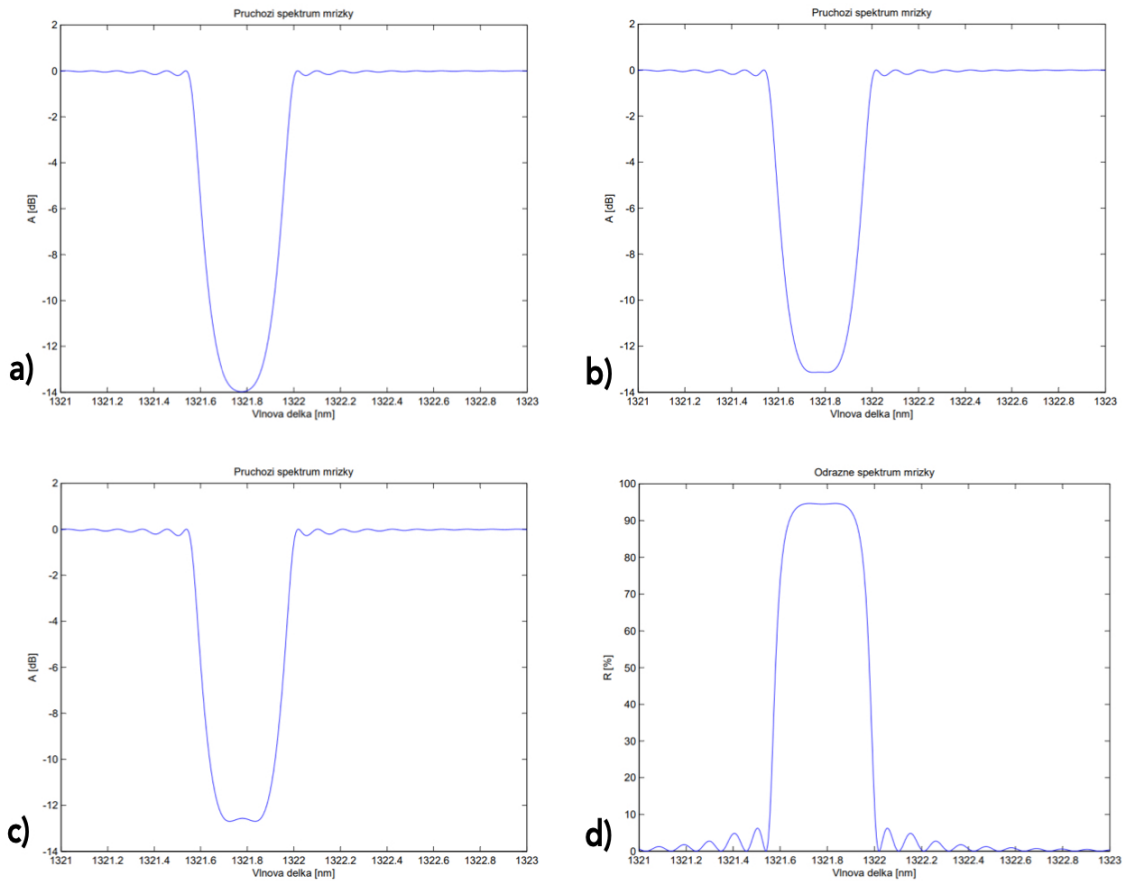 Pruchozi spektrum mrizky
2
0
-2
-4
-6
-8
-10
-12
-14
A [dB]
1321 1321.2 1321.4 1321.6 1321.8 1322 1322.2 1322.4 1322.6 1322.8 1323
Vlnova delka [nm]
a)
Pruchozi spektrum mrizky
2
0
-2
-4
-6
-8
-10
-12
-14
A [dB]
1321 1321.2 1321.4 1321.6 1321.8 1322 1322.2 1322.4 1322.6 1322.8 1323
Vlnova delka [nm]
b)
Pruchozi spektrum mrizky
2
0
-2
-4
-6
-8
-10
-12
-14
A [dB]
1321 1321.2 1321.4 1321.6 1321.8 1322 1322.2 1322.4 1322.6 1322.8 1323
Vlnova delka [nm]
c)
Odrazne spektrum mrizky
100
90
80
70
60
50
40
30
20
10
0
R [%]
1321 1321.2 1321.4 1321.6 1321.8 1322 1322.2 1322.4 1322.6 1322.8 1323
Vlnova delka [nm]
d)